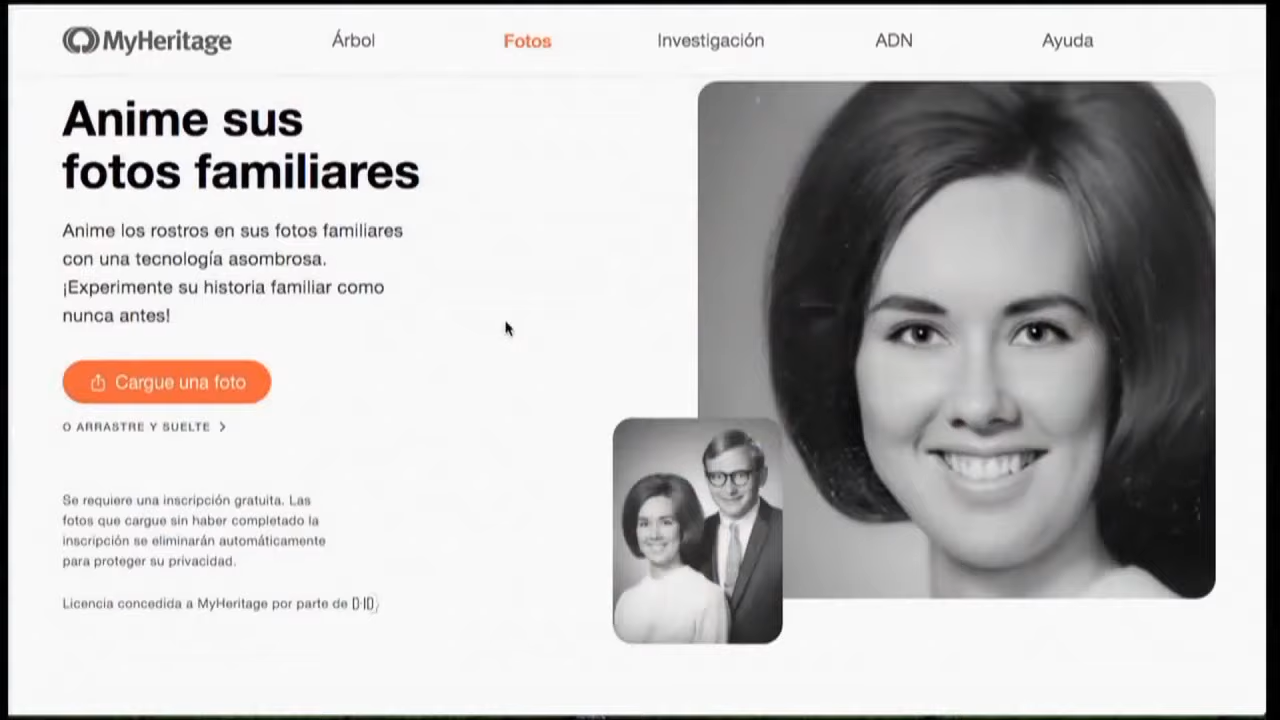 MyHeritage
Árbol
Fotos
Investigación
ADN
Ayuda
Anime sus
fotos familiares
Anime los rostros en sus fotos familiares
con una tecnología asombrosa.
¡Experimente su historia familiar como
nunca antes!
Cargue una foto
O ARRASTRE Y SUELTE
Se requiere una inscripción gratuita. Las
fotos que cargue sin haber completado la
inscripción se eliminarán automáticamente
para proteger su privacidad.
Licencia concedida a MyHeritage por parte de D-ID